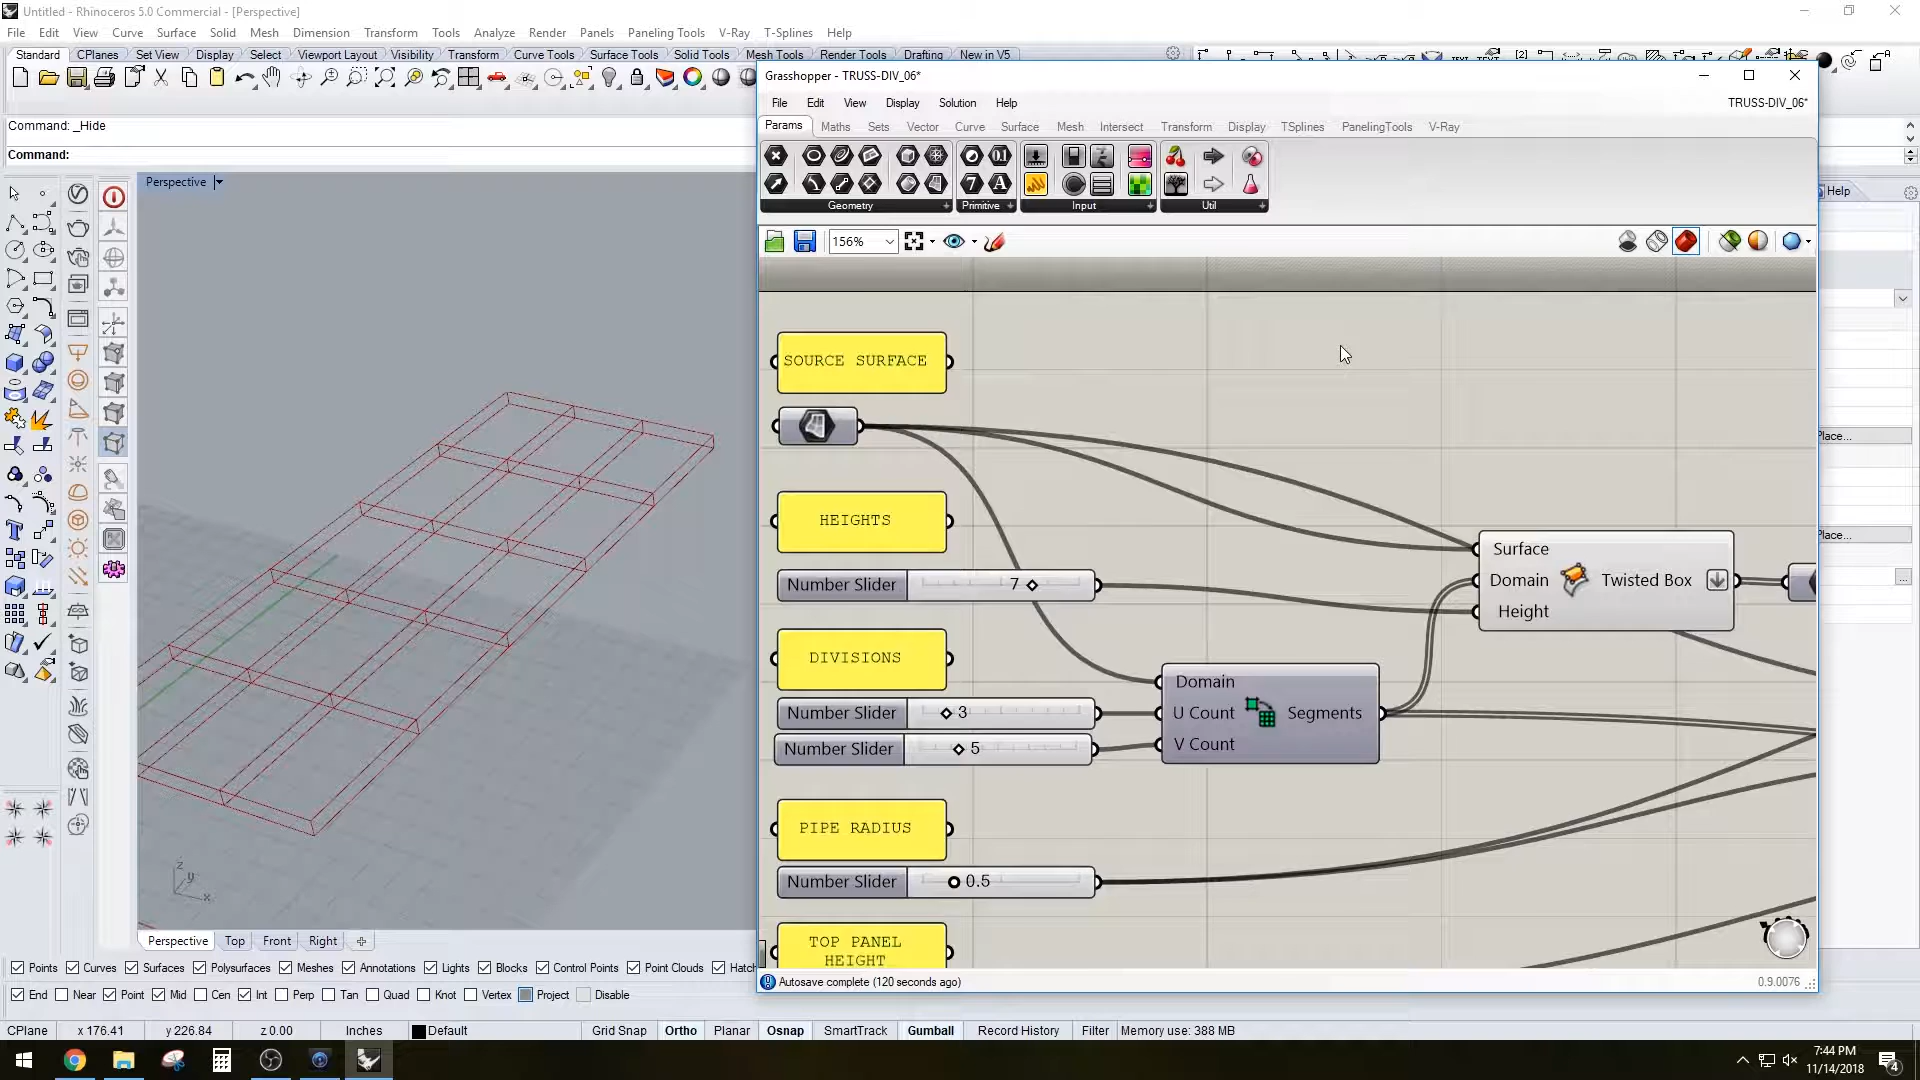 Untitled - Rhinoceros 5.0 Commercial - [Perspective]
File Edit View Curve Surface Solid Mesh Dimension Transform Tools Analyze Render Panels Paneling Tools V-Ray T-Splines Help
Standard CPlanes Set View Display Select Viewport Layout Visibility Transform Curve Tools Surface Tools Solid Tools Mesh Tools Render Tools Drafting New in V5
Command: _Hide
Command:
Perspective
Grasshopper - TRUSS-DIV_06*
File Edit View Display Solution Help
TRUSS-DIV_06*
Params Maths Sets Vector Curve Surface Mesh Intersect Transform Display TSplines PanelingTools V-Ray
Geometry Primitive Input Util
156%
Help
SOURCE SURFACE
HEIGHTS
Number Slider 7
DIVISIONS
Number Slider 3
Number Slider 5
Domain
U Count
V Count
Segments
Surface
Domain
Height
Twisted Box
PIPE RADIUS
Number Slider 0.5
TOP PANEL
HEIGHT
Place...
Place...
...
z
y
x
Autosave complete (120 seconds ago)
0.9.0076
Perspective Top Front Right
Points Curves Surfaces Polysurfaces Meshes Annotations Lights Blocks Control Points Point Clouds Hatch
End Near Point Mid Cen Int Perp Tan Quad Knot Vertex Project Disable
CPlane x 176.41 y 226.84 z 0.00 Inches Default Grid Snap Ortho Planar Osnap SmartTrack Gumball Record History Filter Memory use: 388 MB
7:44 PM
11/14/2018
4